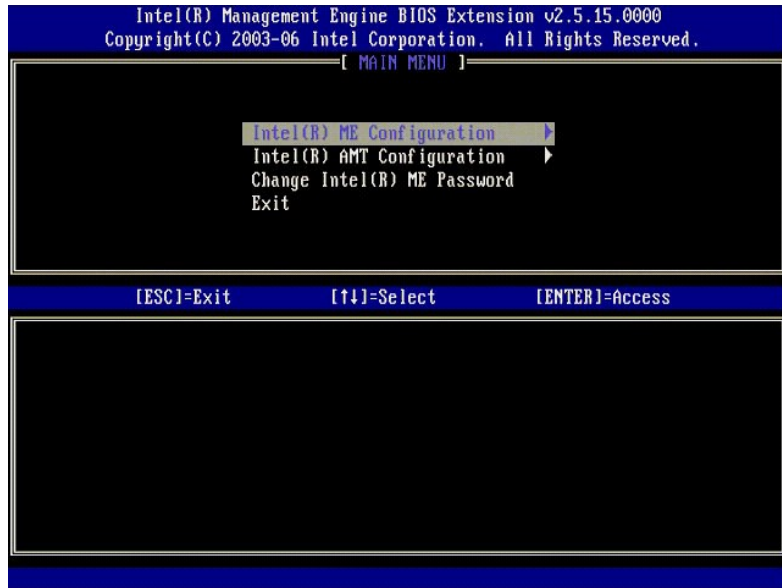 Intel(R) Management Engine BIOS Extension v2.5.15.0000
Copyright(C) 2003-06 Intel Corporation. All Rights Reserved.
[ MAIN MENU ]
Intel(R) ME Configuration ►
Intel(R) AMT Configuration ►
Change Intel(R) ME Password
Exit
[ESC]=Exit [↑↓]=Select [ENTER]=Access